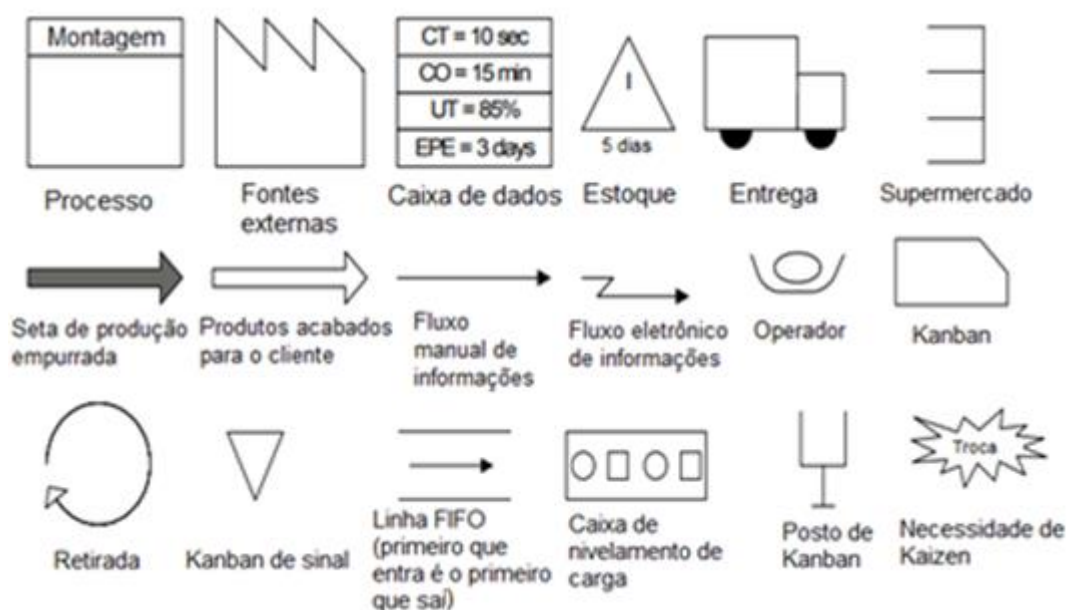 Montagem
CT = 10 sec
CO = 15 min
UT = 85%
EPE = 3 days
I
5 dias
Processo
Fontes
externas
Caixa de dados
Estoque
Entrega
Supermercado
Seta de produção
empurrada
Produtos acabados
para o cliente
Fluxo
manual de
informações
Fluxo eletrônico
de informações
Operador
Kanban
Troca
Retirada
Kanban de sinal
Linha FIFO
(primeiro que
entra é o primeiro
que saí)
Caixa de
nivelamento de
carga
Posto de
Kanban
Necessidade de
Kaizen